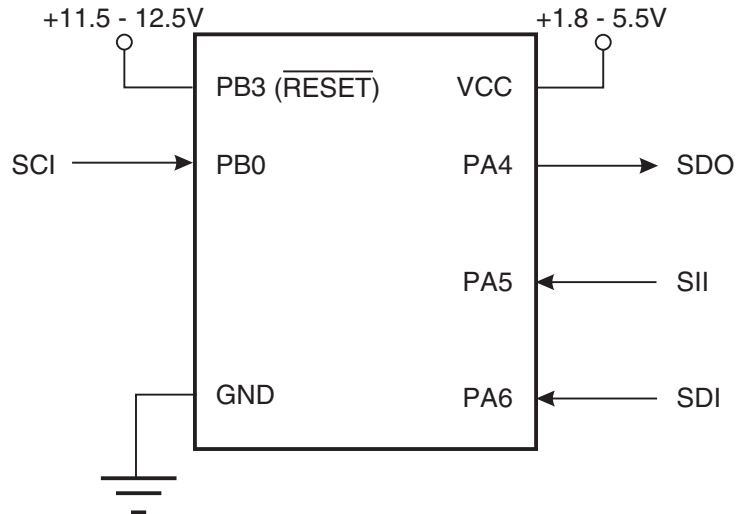 +11.5 - 12.5V
+1.8 - 5.5V
PB3 (RESET)
VCC
SCI
PB0
PA4
SDO
PA5
SII
GND
PA6
SDI